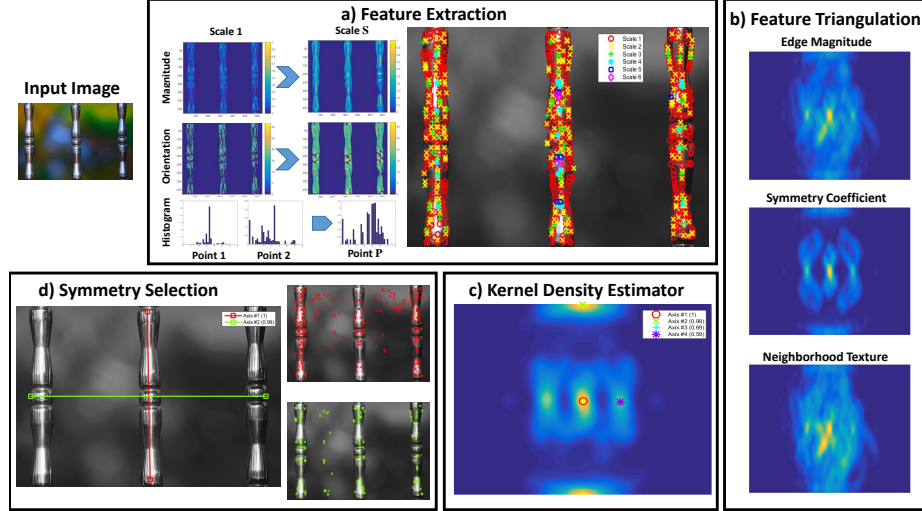 a) Feature Extraction
Scale 1
Scale S
Input Image
Magnitude
Orientation
Histogram
Point 1
Point 2
Point P
Scale 1
Scale 2
Scale 3
Scale 4
Scale 5
Scale 6
b) Feature Triangulation
Edge Magnitude
Symmetry Coefficient
Neighborhood Texture
d) Symmetry Selection
Axis #1 (1)
Axis #2 (0.99)
c) Kernel Density Estimator
Axis #1 (1)
Axis #2 (0.99)
Axis #3 (0.69)
Axis #4 (0.59)